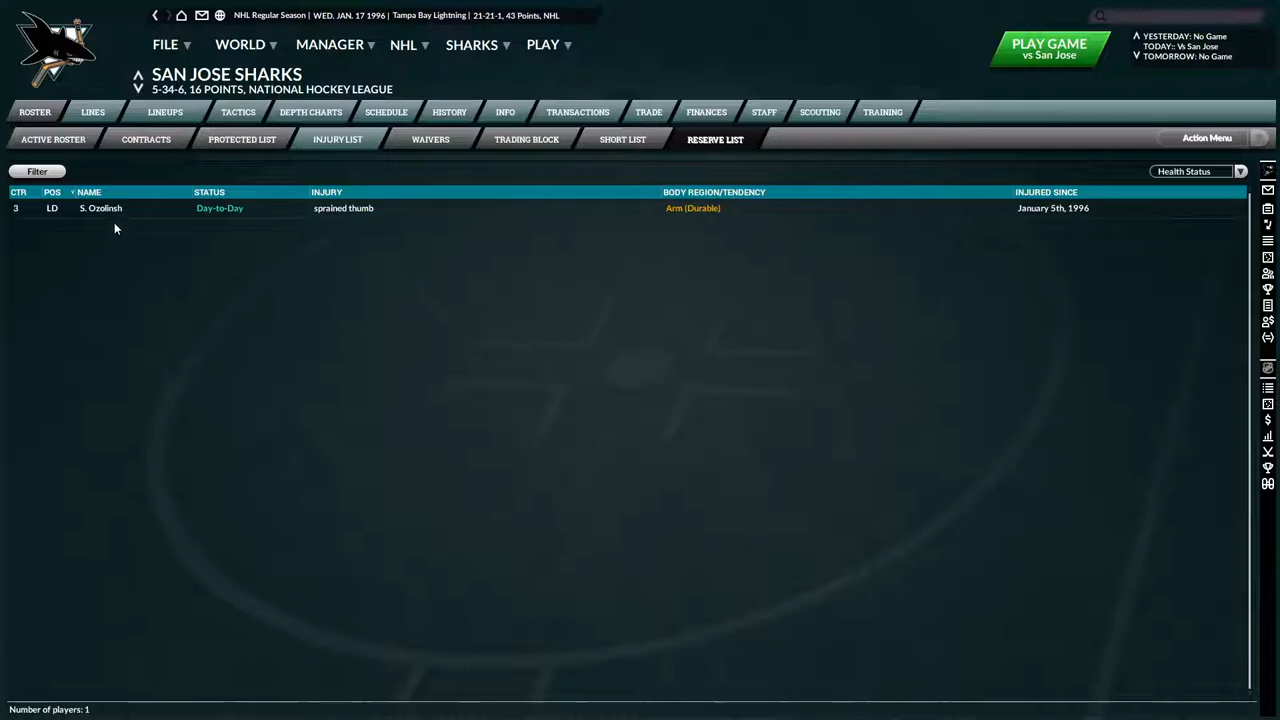 NHL Regular Season | WED. JAN. 17 1996 | Tampa Bay Lightning | 21-21-1, 43 Points, NHL
FILE WORLD MANAGER NHL SHARKS PLAY
PLAY GAME
vs San Jose
YESTERDAY: No Game
TODAY:: Vs San Jose
TOMORROW: No Game
SAN JOSE SHARKS
5-34-6, 16 POINTS, NATIONAL HOCKEY LEAGUE
ROSTER LINES LINEUPS TACTICS DEPTH CHARTS SCHEDULE HISTORY INFO TRANSACTIONS TRADE FINANCES STAFF SCOUTING TRAINING
ACTIVE ROSTER CONTRACTS PROTECTED LIST INJURY LIST WAIVERS TRADING BLOCK SHORT LIST RESERVE LIST Action Menu
Filter Health Status
CTR POS NAME STATUS INJURY BODY REGION/TENDENCY INJURED SINCE
3 LD S. Ozolinsh Day-to-Day sprained thumb Arm (Durable) January 5th, 1996
Number of players: 1